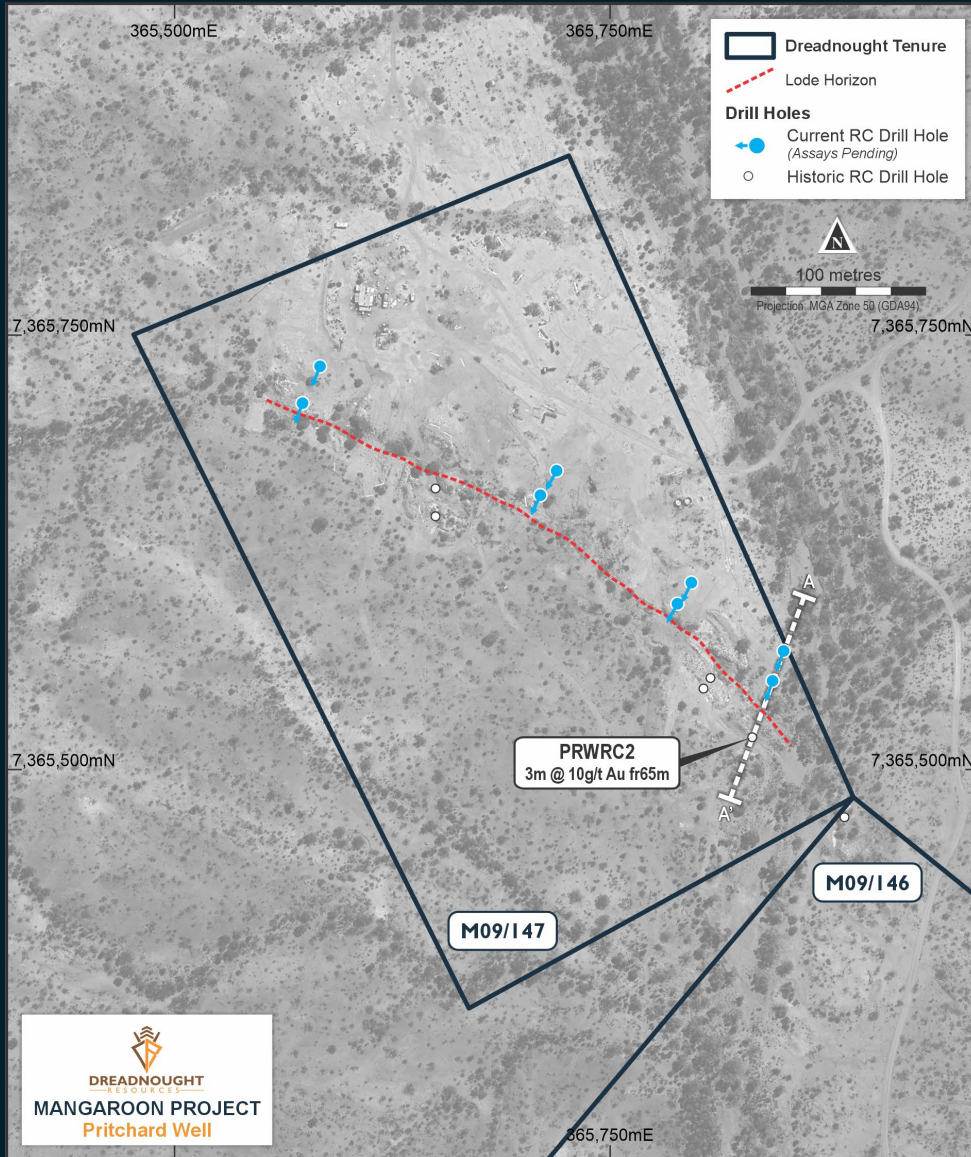 365,500mE
365,750mE
Dreadnought Tenure
Lode Horizon
Drill Holes
Current RC Drill Hole
(Assays Pending)
Historic RC Drill Hole
N
100 metres
Projection: MGA Zone 50 (GDA94)
7,365,750mN
7,365,750mN
A
PRWRC2
3m @ 10g/t Au fr65m
7,365,500mN
7,365,500mN
A'
M09/146
M09/147
DREADNOUGHT
RESOURCES
MANGAROON PROJECT
Pritchard Well
365,750mE